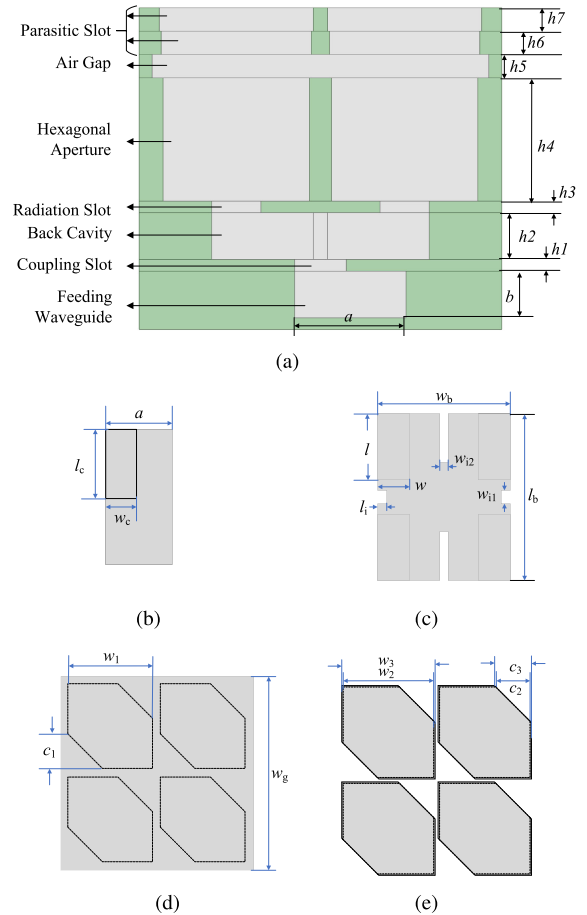 Parasitic Slot
Air Gap
Hexagonal
Aperture
Radiation Slot
Back Cavity
Coupling Slot
Feeding
Waveguide
h7
h6
h5
h4
h3
h2
h1
b
a
(a)
a
lc
wc
(b)
wb
l
wi2
w
wi1
li
lb
(c)
w1
c1
wg
(d)
w3
w2
c3
c2
(e)